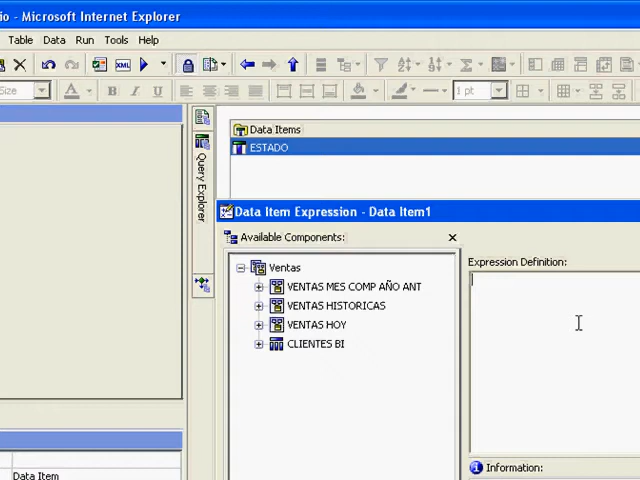 io - Microsoft Internet Explorer
Table Data Run Tools Help
Size
A
B I U
1 pt
Data Items
ESTADO
Query Explorer
Data Item Expression - Data Item1
Available Components:
Expression Definition:
Ventas
VENTAS MES COMP AÑO ANT
VENTAS HISTORICAS
VENTAS HOY
CLIENTES BI
Information:
Data Item